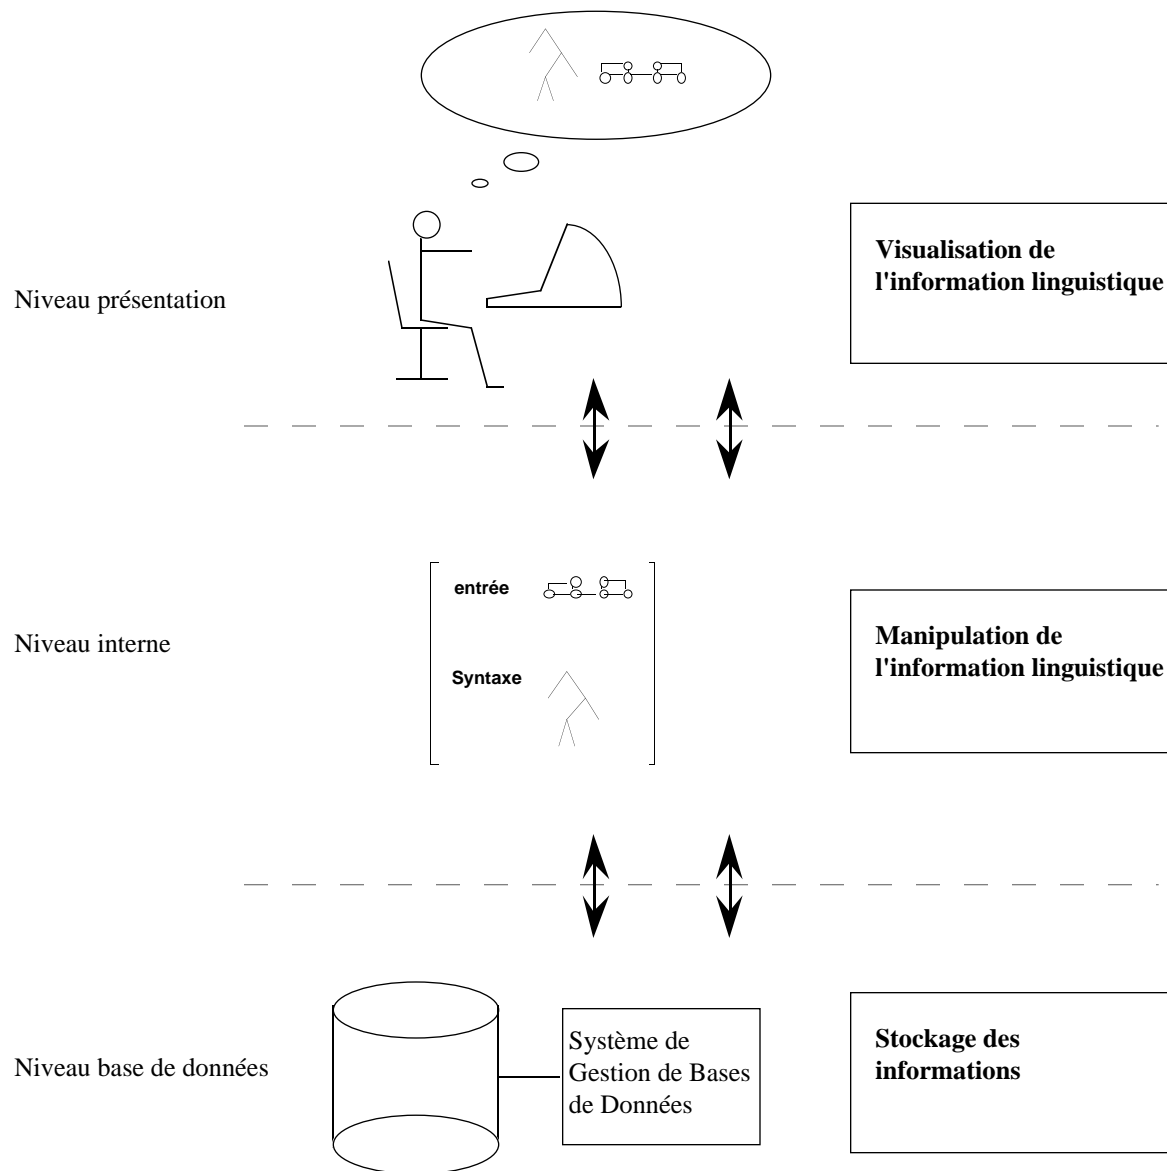 Niveau présentation
Visualisation de
l'information linguistique
Niveau interne
entrée
Syntaxe
Manipulation de
l'information linguistique
Niveau base de données
Système de
Gestion de Bases
de Données
Stockage des
informations